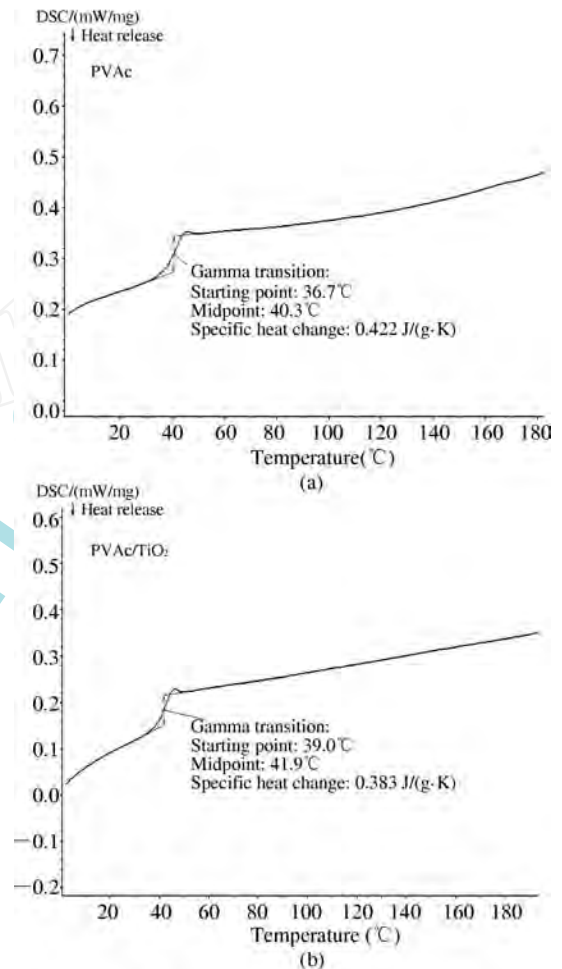 DSC/(mW/mg)
↓ Heat release
PVAc
0.7
0.6
0.5
0.4
0.3
0.2
0.1
0.0
Gamma transition:
Starting point: 36.7℃
Midpoint: 40.3℃
Specific heat change: 0.422 J/(g·K)
20 40 60 80 100 120 140 160 180
Temperature(℃)
(a)
DSC/(mW/mg)
↓ Heat release
PVAc/TiO₂
0.6
0.5
0.4
0.3
0.2
0.1
0.0
—0.1
—0.2
Gamma transition:
Starting point: 39.0℃
Midpoint: 41.9℃
Specific heat change: 0.383 J/(g·K)
20 40 60 80 100 120 140 160 180
Temperature (℃)
(b)